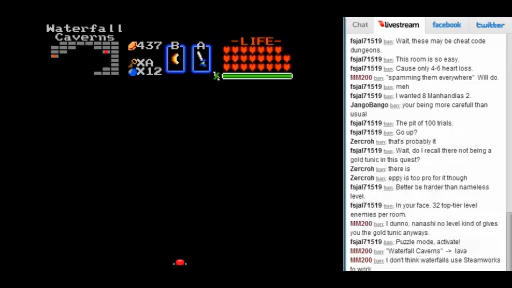 Waterfall
Caverns
437
B
A
-LIFE-
XA
X12
½
Chat
livestream
facebook
twitter
fsjal71519 ban: Wait, these may be cheat code
dungeons.
fsjal71519 ban: This room is so easy.
fsjal71519 ban: Cause only 4-6 heart loss.
MM200 ban: "spamming them everywhere" Will do.
fsjal71519 ban: meh
fsjal71519 ban: I wanted 8 Manhandlas 2.
JangoBango ban: your being more carefull than
usual
fsjal71519 ban: The pit of 100 trials.
fsjal71519 ban: Go up?
Zercroh ban: that's probably it
Zercroh ban: Wait, do I recall there not being a
gold tunic in this quest?
Zercroh ban: there is
Zercroh ban: eppy is too pro for it though
fsjal71519 ban: Better be harder than nameless
level.
fsjal71519 ban: In your face. 32 top-tier level
enemies per room.
MM200 ban: I dunno, nanashi no level kind of gives
you the gold tunic anyways.
fsjal71519 ban: Puzzle mode, activate!
MM200 ban: "Waterfall Caverns" -> lava
MM200 ban: I don't think waterfalls use Steamworks
to work